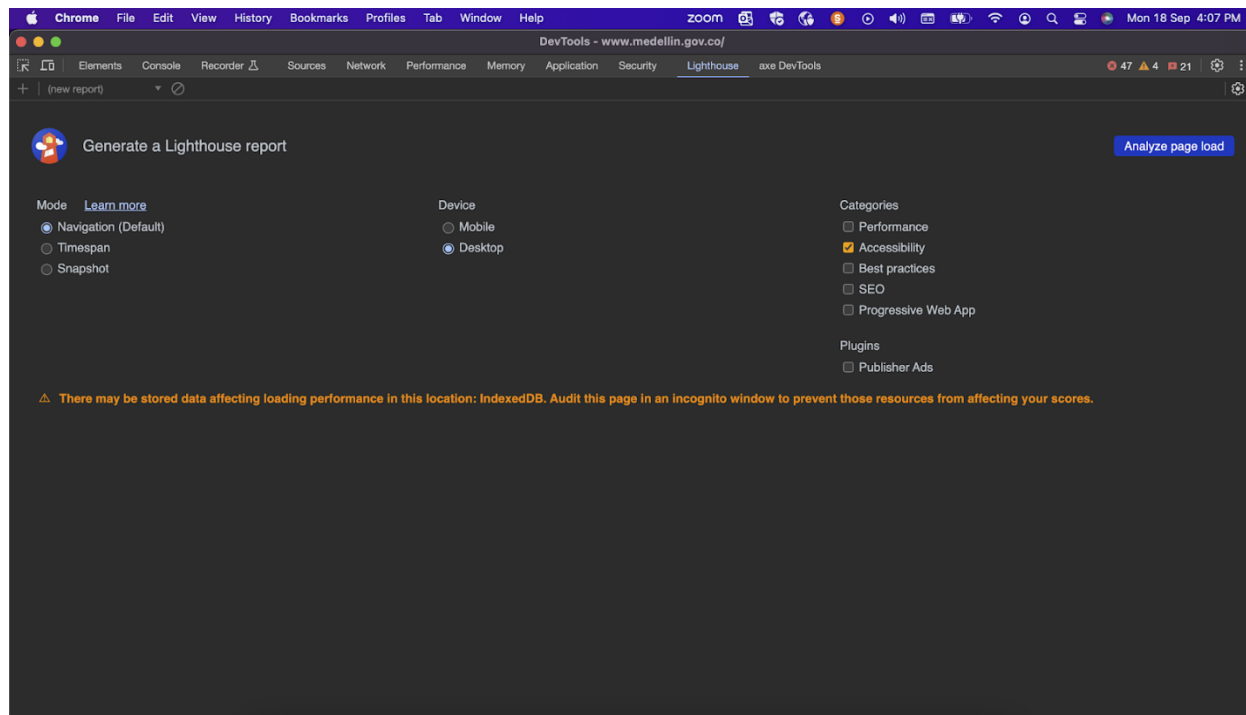 Chrome File Edit View History Bookmarks Profiles Tab Window Help zoom Mon 18 Sep 4:07 PM
DevTools - www.medellin.gov.co/
Elements Console Recorder Sources Network Performance Memory Application Security Lighthouse axe DevTools 47 4 21
+ (new report)
Generate a Lighthouse report Analyze page load
Mode Learn more Device Categories
Navigation (Default) Mobile Performance
Timespan Desktop Accessibility
Snapshot Best practices
SEO
Progressive Web App
Plugins
Publisher Ads
There may be stored data affecting loading performance in this location: IndexedDB. Audit this page in an incognito window to prevent those resources from affecting your scores.